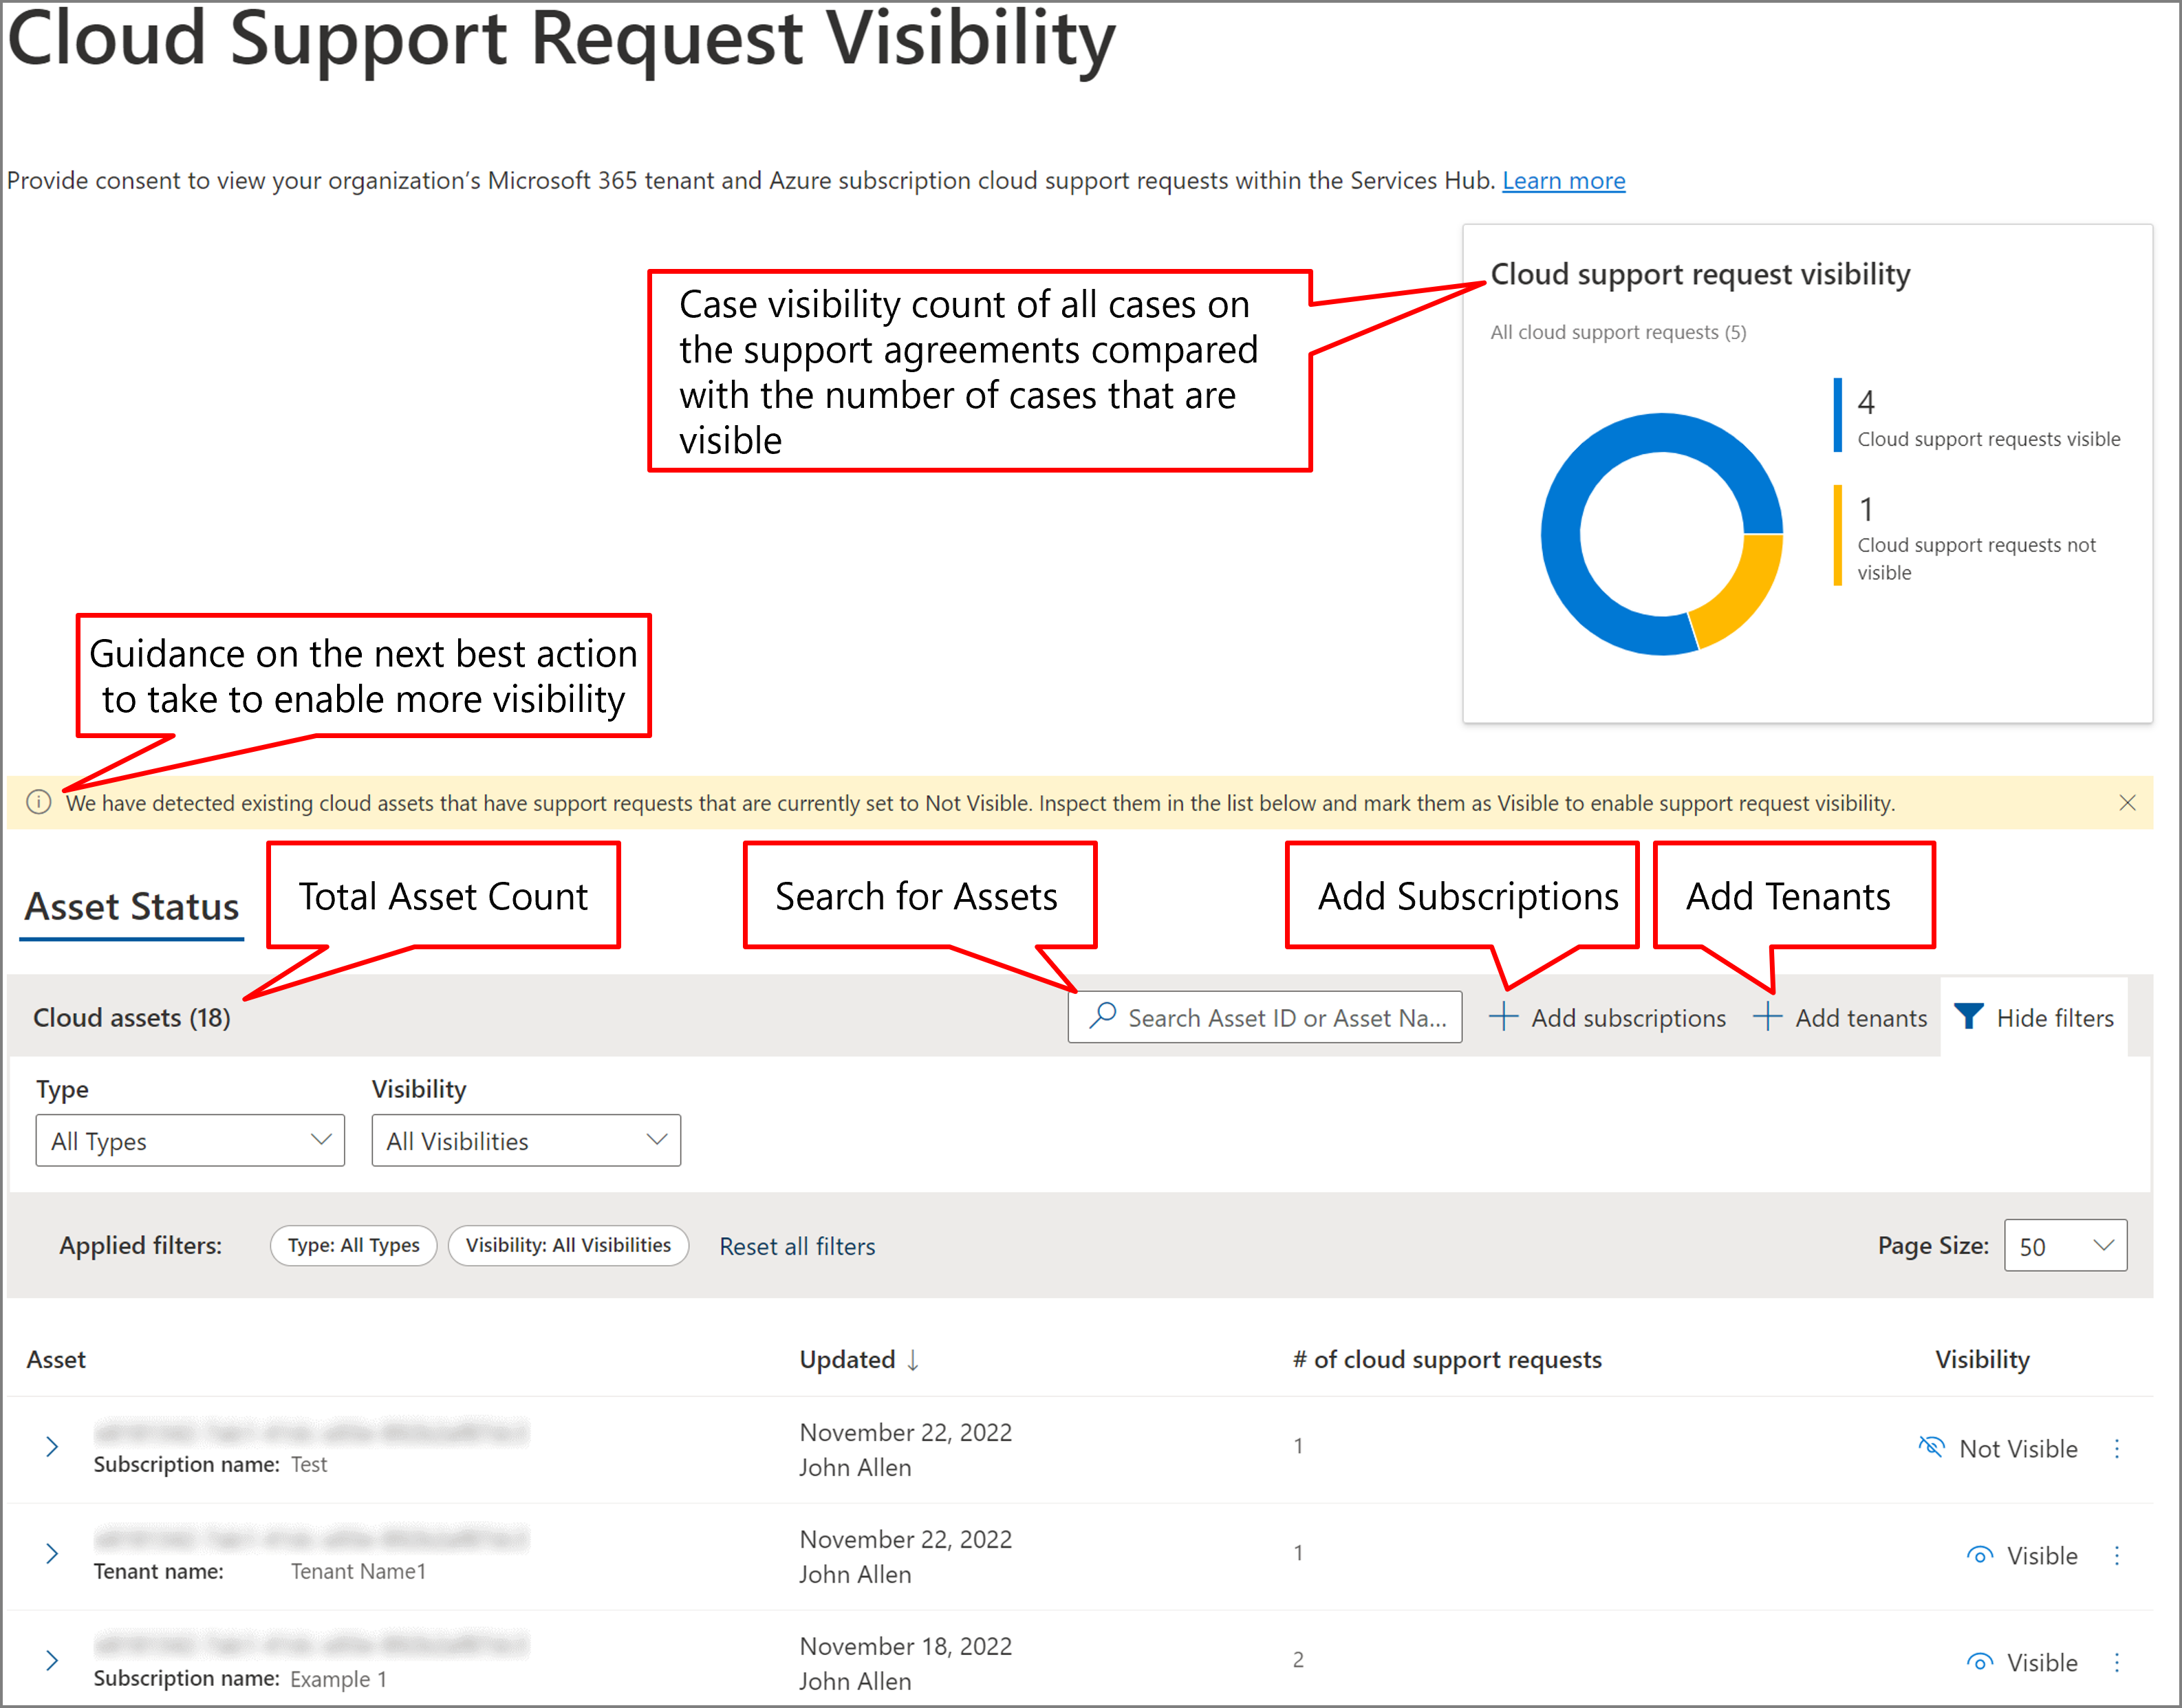 Cloud Support Request Visibility
Provide consent to view your organization’s Microsoft 365 tenant and Azure subscription cloud support requests within the Services Hub. Learn more
Case visibility count of all cases on
the support agreements compared
with the number of cases that are
visible
Cloud support request visibility
All cloud support requests (5)
4
Cloud support requests visible
1
Cloud support requests not
visible
Guidance on the next best action
to take to enable more visibility
We have detected existing cloud assets that have support requests that are currently set to Not Visible. Inspect them in the list below and mark them as Visible to enable support request visibility.
Asset Status
Total Asset Count
Search for Assets
Add Subscriptions
Add Tenants
Cloud assets (18)
Search Asset ID or Asset Na...
Add subscriptions
Add tenants
Hide filters
Type
Visibility
All Types
All Visibilities
Applied filters:
Type: All Types
Visibility: All Visibilities
Reset all filters
Page Size:
50
Asset
Updated
# of cloud support requests
Visibility
Subscription name: Test
November 22, 2022
John Allen
1
Not Visible
Tenant name: Tenant Name1
November 22, 2022
John Allen
1
Visible
Subscription name: Example 1
November 18, 2022
John Allen
2
Visible